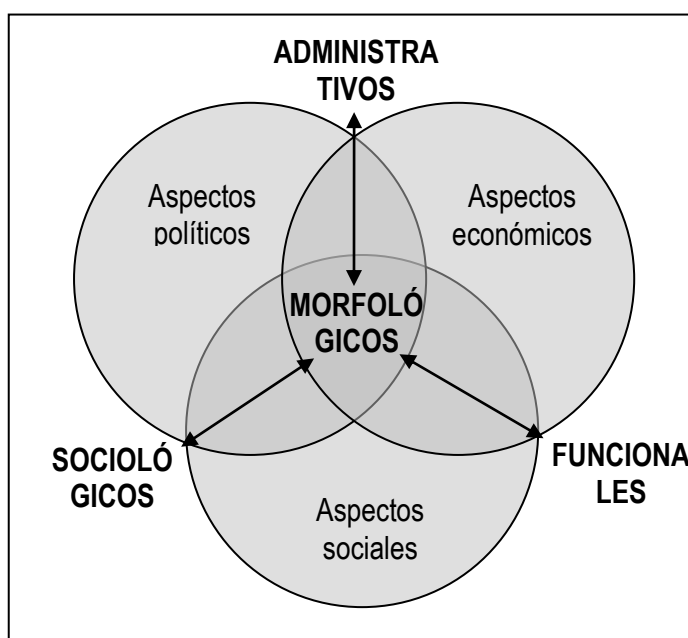 ADMINISTRA
TIVOS
Aspectos
políticos
Aspectos
económicos
MORFOLÓ
GICOS
SOCIOLÓ
GICOS
FUNCIONA
LES
Aspectos
sociales